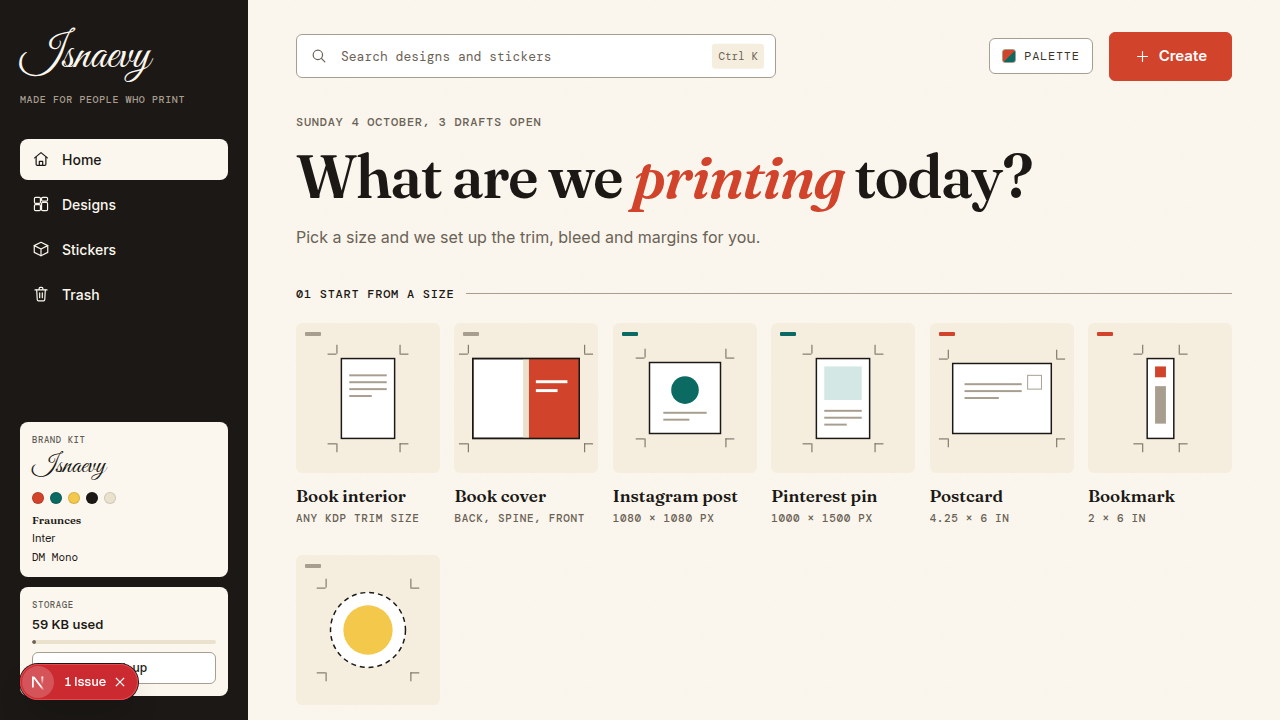 Isnaevy
MADE FOR PEOPLE WHO PRINT
Home
Designs
Stickers
Trash
BRAND KIT
Isnaevy
Fraunces
Inter
DM Mono
STORAGE
59 KB used
up
1 Issue
Search designs and stickers
Ctrl K
PALETTE
Create
SUNDAY 4 OCTOBER, 3 DRAFTS OPEN
What are we printing today?
Pick a size and we set up the trim, bleed and margins for you.
01 START FROM A SIZE
Book interior
ANY KDP TRIM SIZE
Book cover
BACK, SPINE, FRONT
Instagram post
1080 × 1080 PX
Pinterest pin
1000 × 1500 PX
Postcard
4.25 × 6 IN
Bookmark
2 × 6 IN